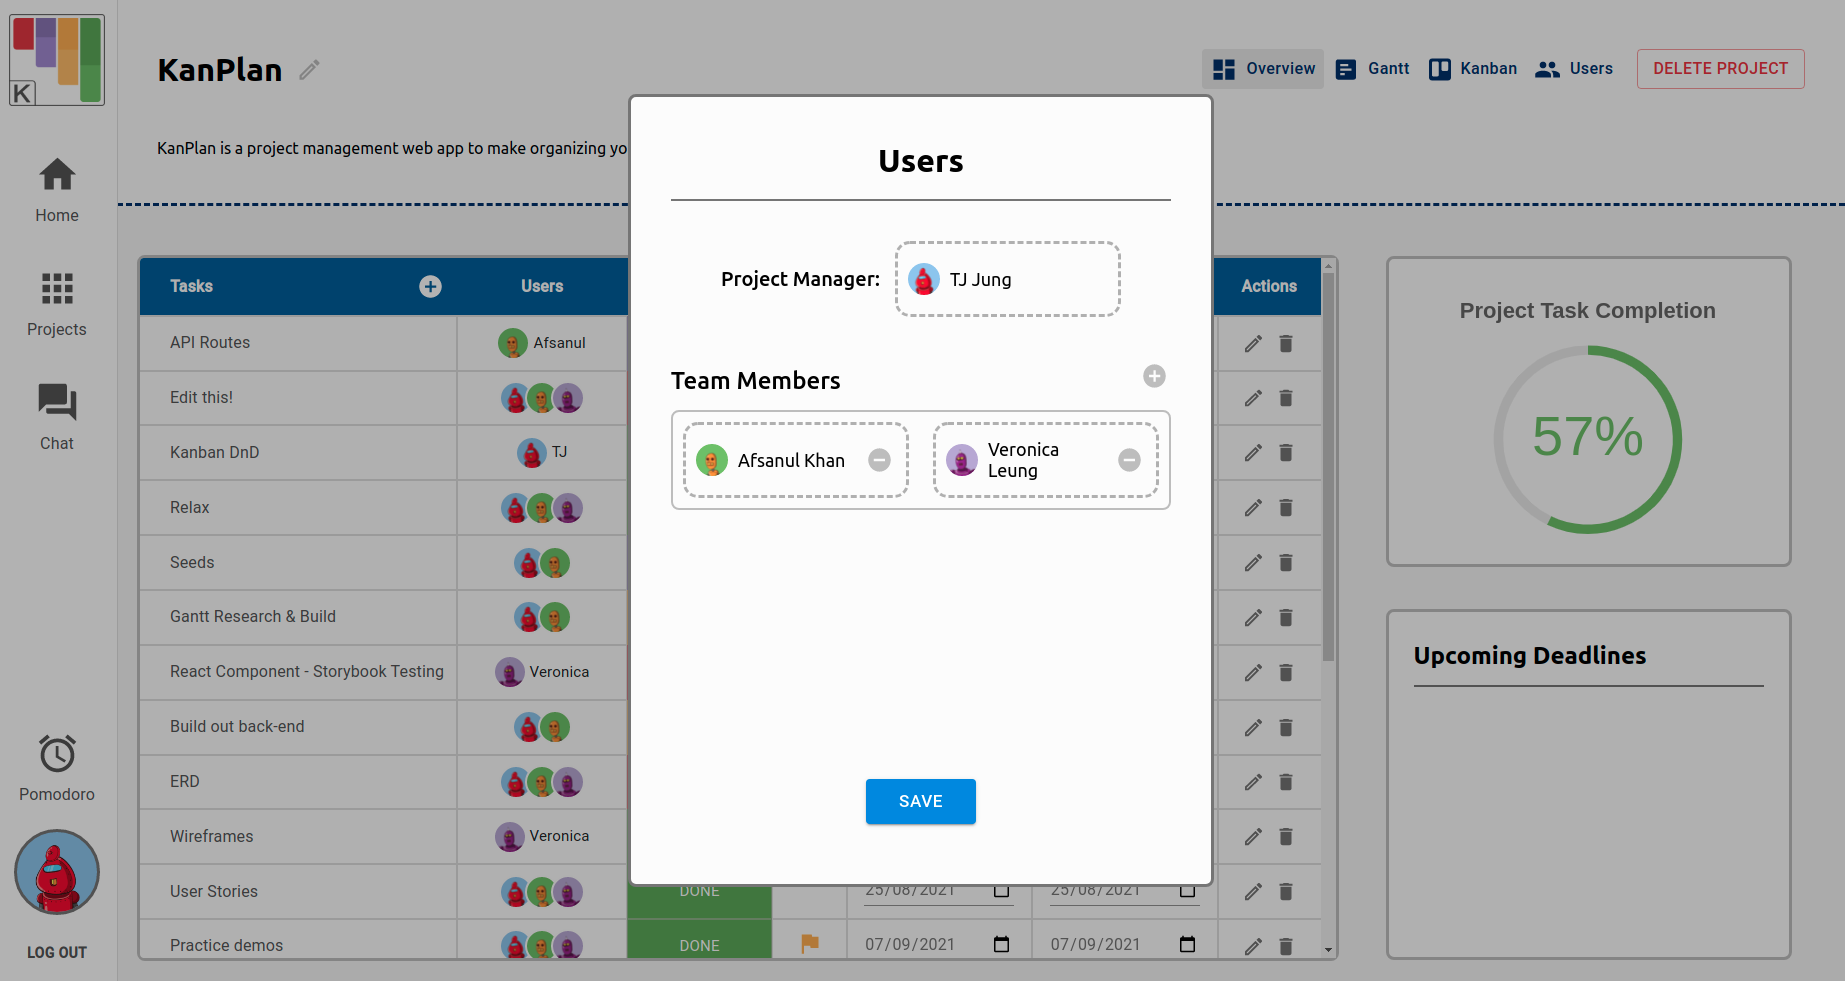 K
Home
Projects
Chat
Pomodoro
LOG OUT
KanPlan
Overview
Gantt
Kanban
Users
DELETE PROJECT
KanPlan is a project management web app to make organizing yo
Tasks
Users
Actions
API Routes
Afsanul
Edit this!
Kanban DnD
TJ
Relax
Seeds
Gantt Research & Build
React Component - Storybook Testing
Veronica
Build out back-end
ERD
Wireframes
Veronica
User Stories
DONE
25/08/2021
25/08/2021
Practice demos
DONE
07/09/2021
07/09/2021
Users
Project Manager:
TJ Jung
Team Members
Afsanul Khan
Veronica
Leung
SAVE
Project Task Completion
57%
Upcoming Deadlines